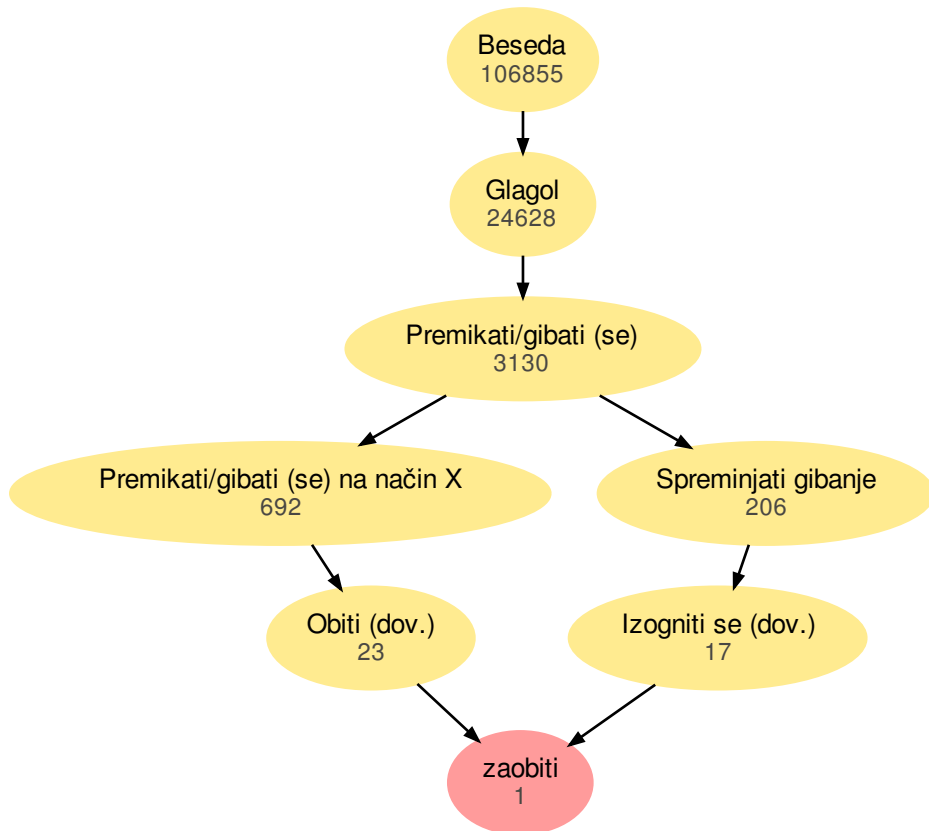 Beseda
106855
Glagol
24628
Premikati/gibati (se)
3130
Premikati/gibati (se) na način X
692
Spreminjati gibanje
206
Obiti (dov.)
23
Izogniti se (dov.)
17
zaobiti
1